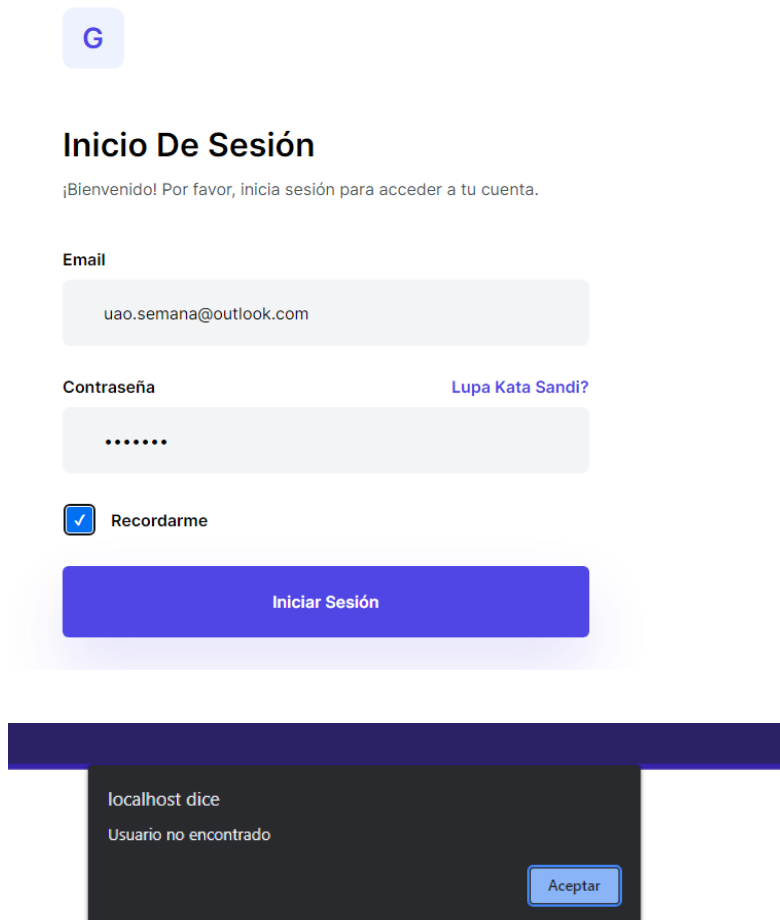 G
Inicio De Sesión
¡Bienvenido! Por favor, inicia sesión para acceder a tu cuenta.
Email
uao.semana@outlook.com
Contraseña Lupa Kata Sandi?
•••••••
Recordarme
Iniciar Sesión
localhost dice
Usuario no encontrado
Aceptar